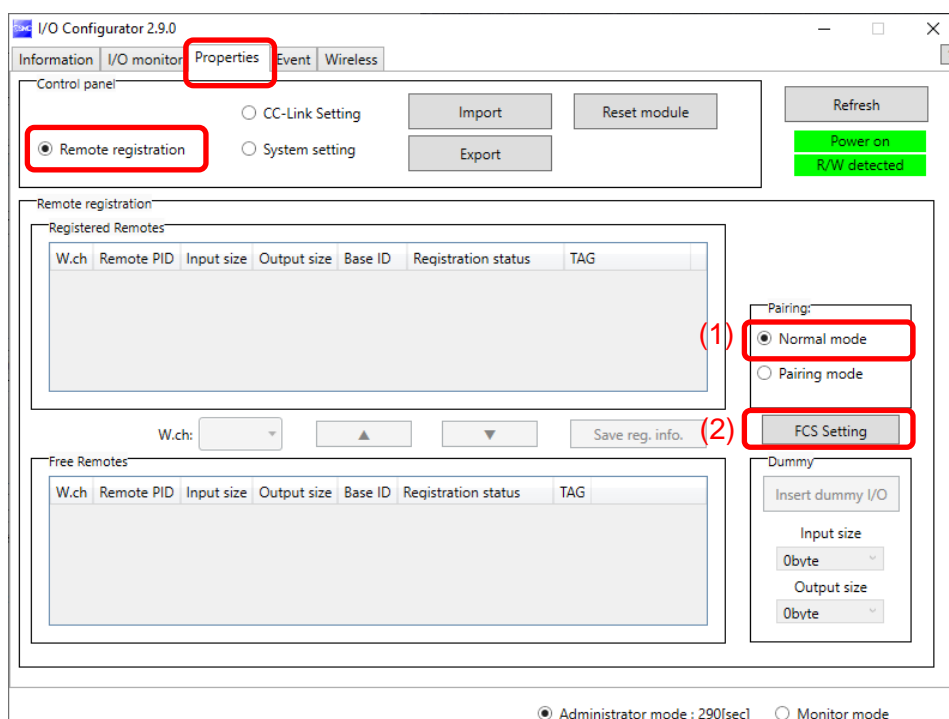 SMC I/O Configurator 2.9.0
Information I/O monitor Properties Event Wireless
Control panel
CC-Link Setting Import Reset module Refresh
Remote registration System setting Export Power on
R/W detected
Remote registration
Registered Remotes
W.ch Remote PID Input size Output size Base ID Registration status TAG
Pairing:
(1) Normal mode
Pairing mode
W.ch: ▲ ▼ Save reg. info. (2) FCS Setting
Free Remotes Dummy
W.ch Remote PID Input size Output size Base ID Registration status TAG Insert dummy I/O
Input size
0byte
Output size
0byte
Administrator mode : 290[sec] Monitor mode